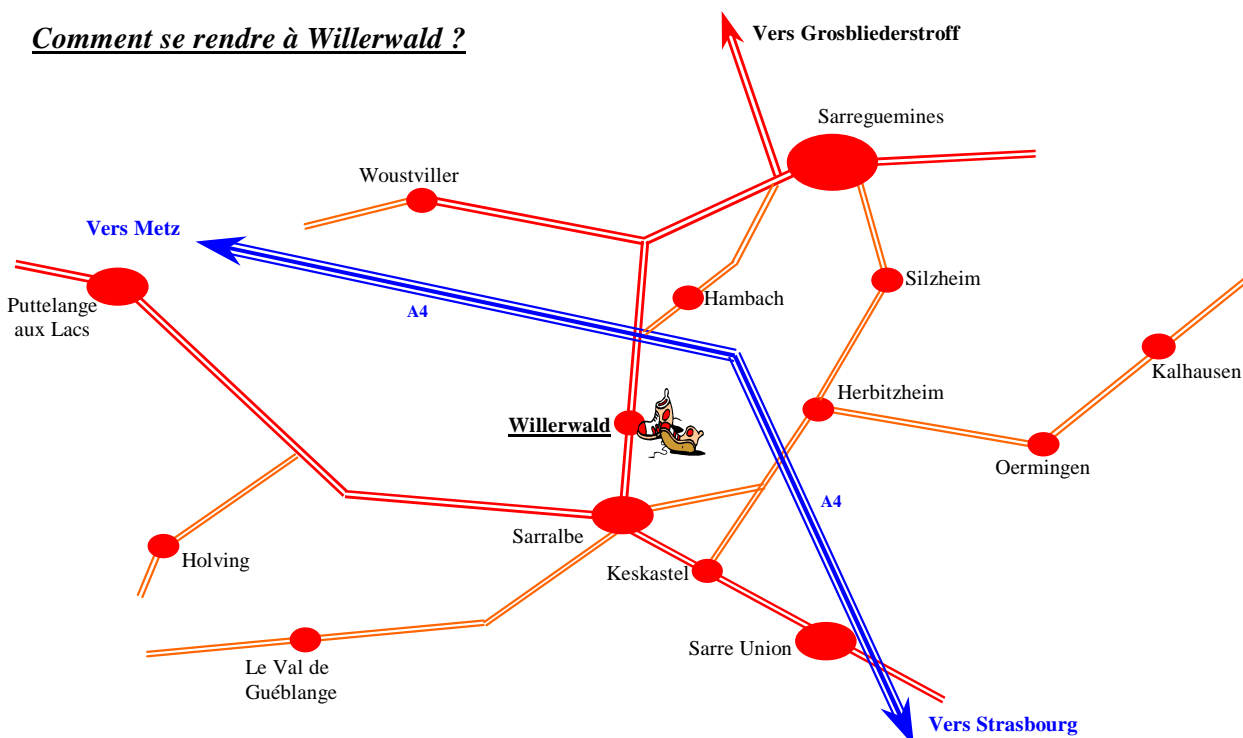 Comment se rendre à Willerwald ?
Vers Grosbliederstroff
Sarreguemines
Woustviller
Vers Metz
Silzheim
Hambach
Puttelange
aux Lacs
A4
Kalhausen
Herbitzheim
Willerwald
Oermingen
A4
Sarralbe
Holving
Keskastel
Sarre Union
Le Val de
Guéblange
Vers Strasbourg